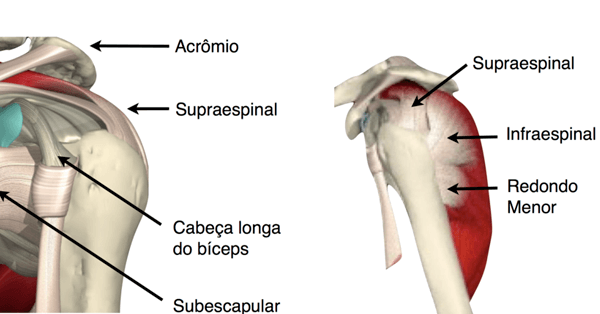 Acrômio
Supraespinal
Cabeça longa
do bíceps
Subescapular
Supraespinal
Infraespinal
Redondo
Menor